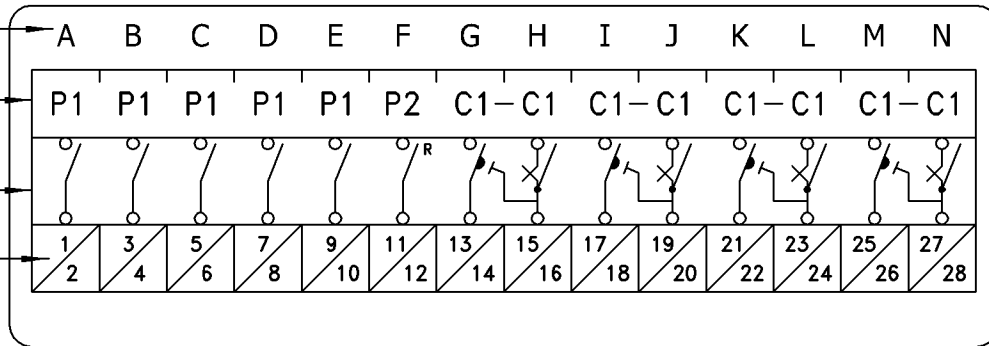 A B C D E F G H I J K L M N
P1 P1 P1 P1 P1 P2 C1-C1 C1-C1 C1-C1 C1-C1
R
1 3 5 7 9 11 13 15 17 19 21 23 25 27
2 4 6 8 10 12 14 16 18 20 22 24 26 28